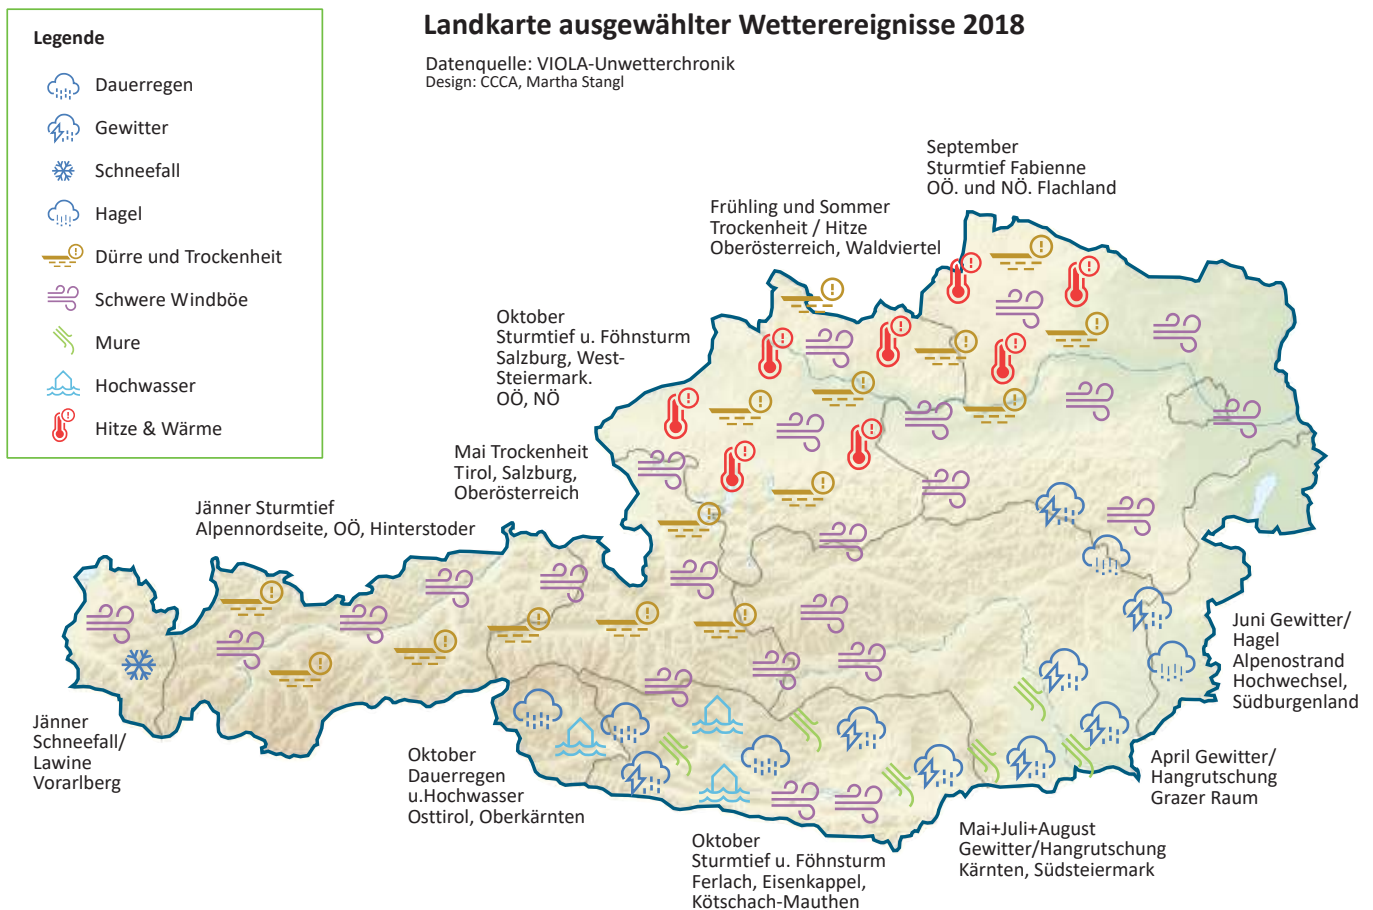 Landkarte ausgewählter Wetterereignisse 2018
Datenquelle: VIOLA-Unwetterchronik
Design: CCCA, Martha Stangl
Legende
Dauerregen
Gewitter
Schneefall
Hagel
Dürre und Trockenheit
Schwere Windböe
Mure
Hochwasser
Hitze & Wärme
September
Sturmtief Fabienne
OÖ. und NÖ. Flachland
Frühling und Sommer
Trockenheit / Hitze
Oberösterreich, Waldviertel
Oktober
Sturmtief u. Föhnsturm
Salzburg, West-
Steiermark.
OÖ, NÖ
Mai Trockenheit
Tirol, Salzburg,
Oberösterreich
Jänner Sturmtief
Alpennordseite, OÖ, Hinterstoder
Jänner
Schneefall/
Lawine
Vorarlberg
Oktober
Dauerregen
u.Hochwasser
Osttirol, Oberkärnten
Oktober
Sturmtief u. Föhnsturm
Ferlach, Eisenkappel,
Kötschach-Mauthen
Mai+Juli+August
Gewitter/Hangrutschung
Kärnten, Südsteiermark
April Gewitter/
Hangrutschung
Grazer Raum
Juni Gewitter/
Hagel
Alpenostrand
Hochwechsel,
Südburgenland